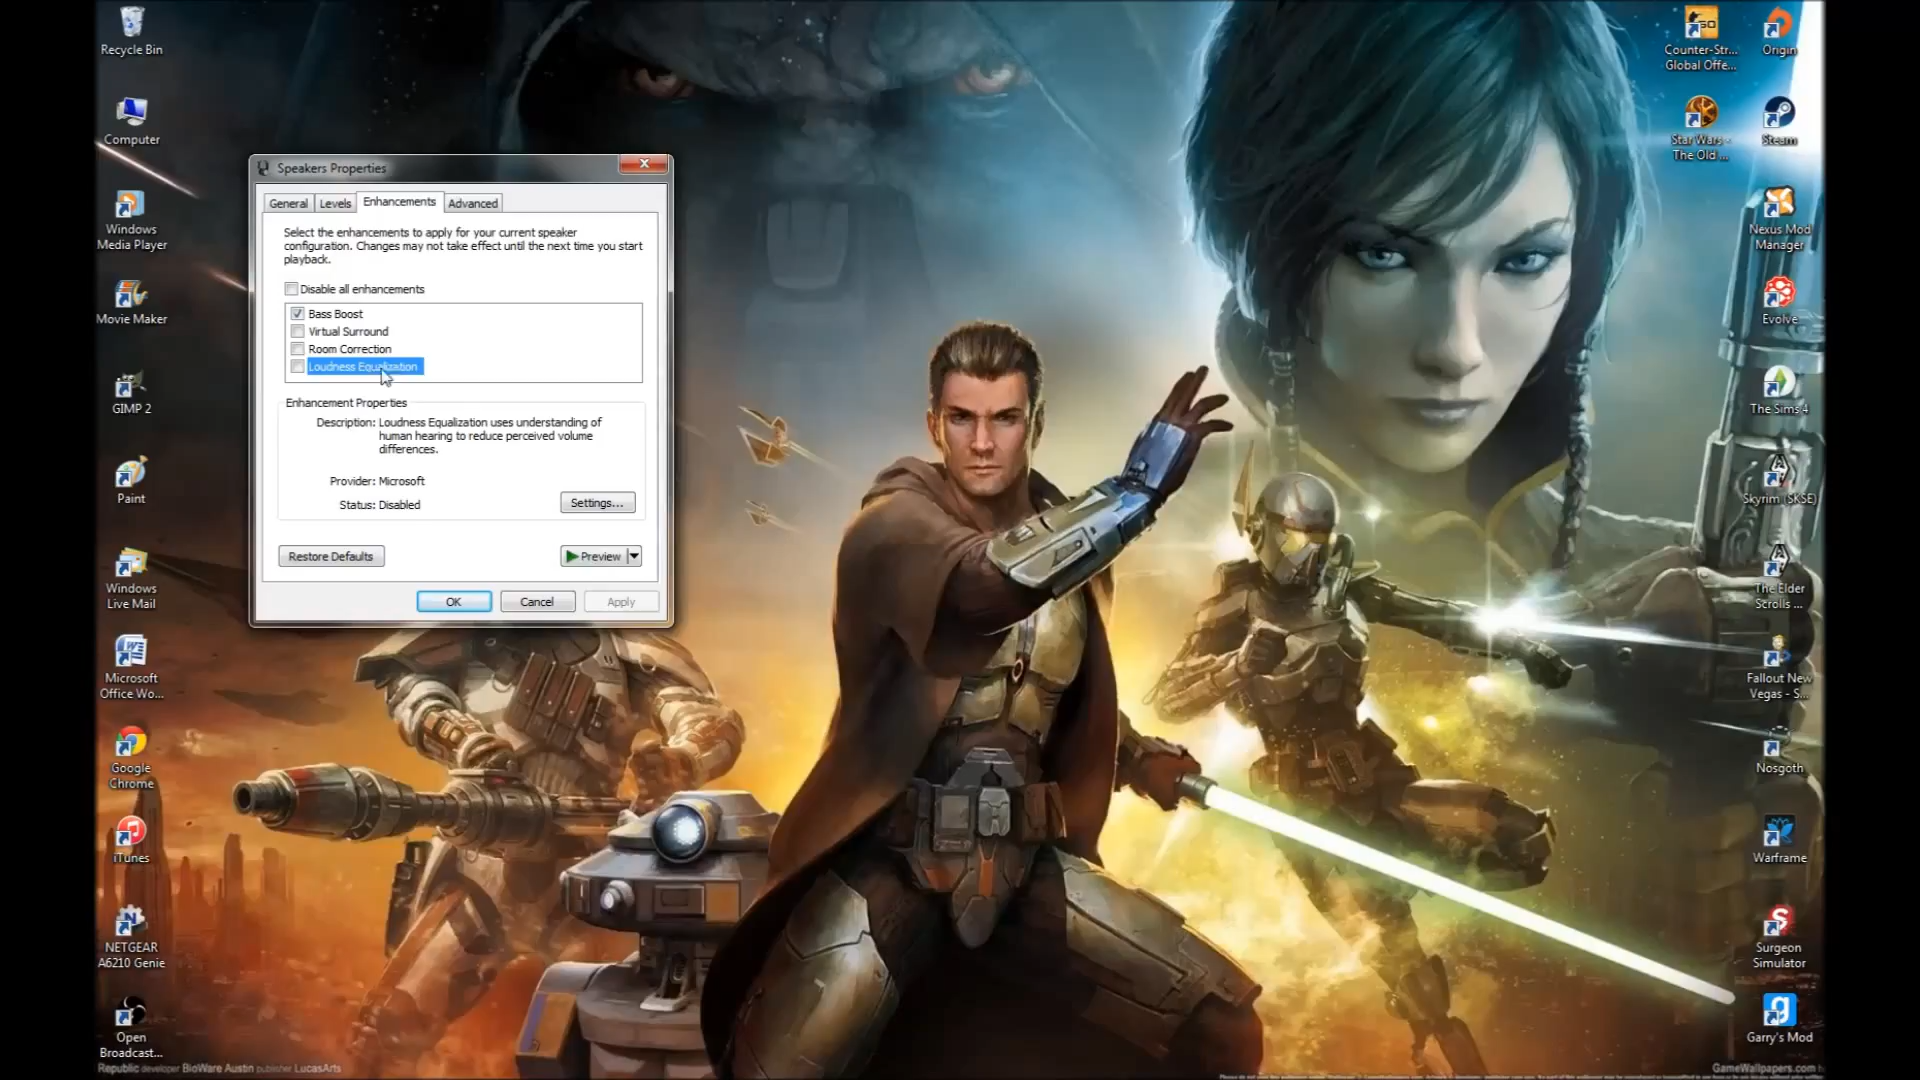 Recycle Bin
Computer
Windows
Media Player
Movie Maker
GIMP 2
Paint
Windows
Live Mail
Microsoft
Office Wo...
Google
Chrome
iTunes
NETGEAR
A6210 Genie
Open
Broadcast...
Speakers Properties
General Levels Enhancements Advanced
Select the enhancements to apply for your current speaker
configuration. Changes may not take effect until the next time you start
playback.
Disable all enhancements
Bass Boost
Virtual Surround
Room Correction
Loudness Equalization
Enhancement Properties
Description: Loudness Equalization uses understanding of
human hearing to reduce perceived volume
differences.
Provider: Microsoft
Status: Disabled
Settings...
Restore Defaults
Preview
OK
Cancel
Apply
Counter-Str...
Global Offe...
Origin
Star Wars -
The Old ...
Steam
Nexus Mod
Manager
Evolve
The Sims 4
Skyrim (SKSE)
The Elder
Scrolls ...
Fallout New
Vegas - S...
Nosgoth
Warframe
Surgeon
Simulator
Garry's Mod
Republic developer BioWare Austin publisher LucasArts
GameWallpapers.com